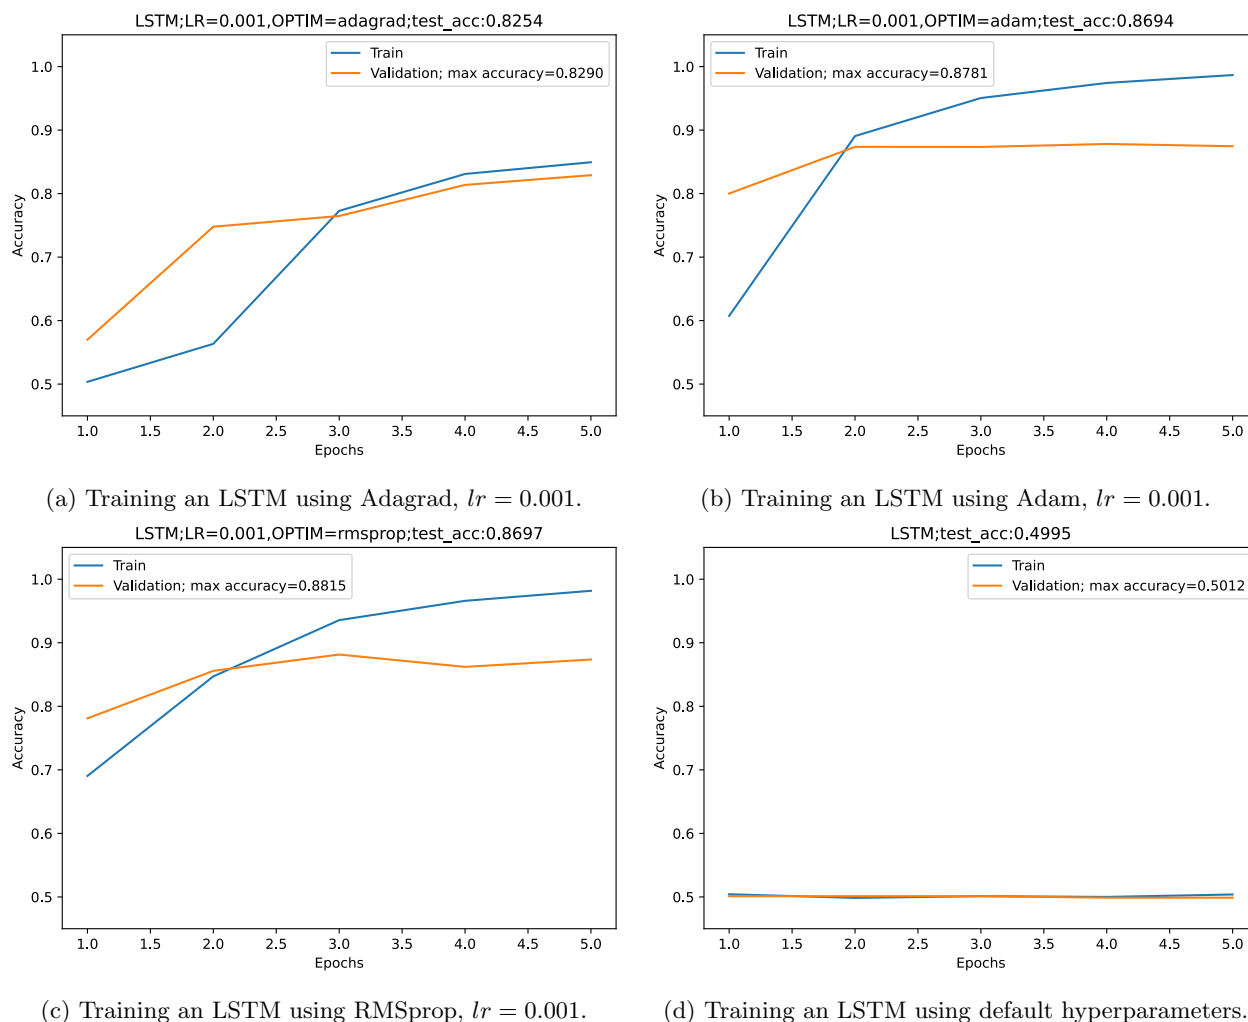 LSTM;LR=0.001,OPTIM=adagrad;test_acc:0.8254
Train
Validation; max accuracy=0.8290
1.0
0.9
0.8
0.7
0.6
0.5
Accuracy
1.0 1.5 2.0 2.5 3.0 3.5 4.0 4.5 5.0
Epochs
(a) Training an LSTM using Adagrad, lr = 0.001.
LSTM;LR=0.001,OPTIM=adam;test_acc:0.8694
Train
Validation; max accuracy=0.8781
1.0
0.9
0.8
0.7
0.6
0.5
Accuracy
1.0 1.5 2.0 2.5 3.0 3.5 4.0 4.5 5.0
Epochs
(b) Training an LSTM using Adam, lr = 0.001.
LSTM;LR=0.001,OPTIM=rmsprop;test_acc:0.8697
Train
Validation; max accuracy=0.8815
1.0
0.9
0.8
0.7
0.6
0.5
Accuracy
1.0 1.5 2.0 2.5 3.0 3.5 4.0 4.5 5.0
Epochs
(c) Training an LSTM using RMSprop, lr = 0.001.
LSTM;test_acc:0.4995
Train
Validation; max accuracy=0.5012
1.0
0.9
0.8
0.7
0.6
0.5
Accuracy
1.0 1.5 2.0 2.5 3.0 3.5 4.0 4.5 5.0
Epochs
(d) Training an LSTM using default hyperparameters.